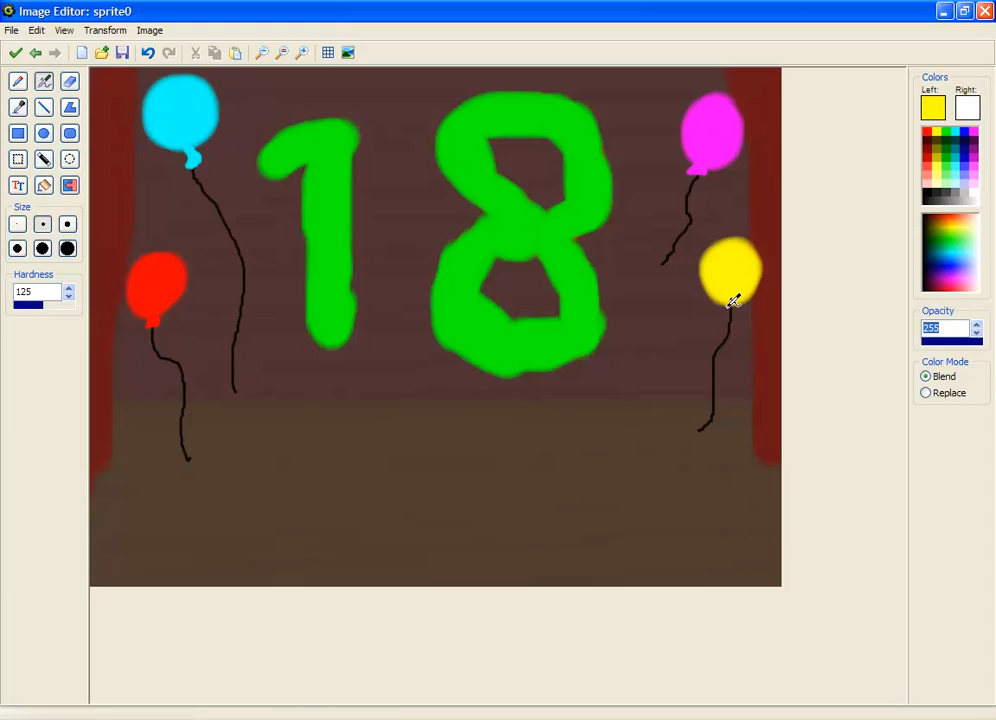 Image Editor: sprite0
File Edit View Transform Image
Colors
Left: Right:
18
TT
Size
Hardness
125
Opacity
255
Color Mode
Blend
Replace